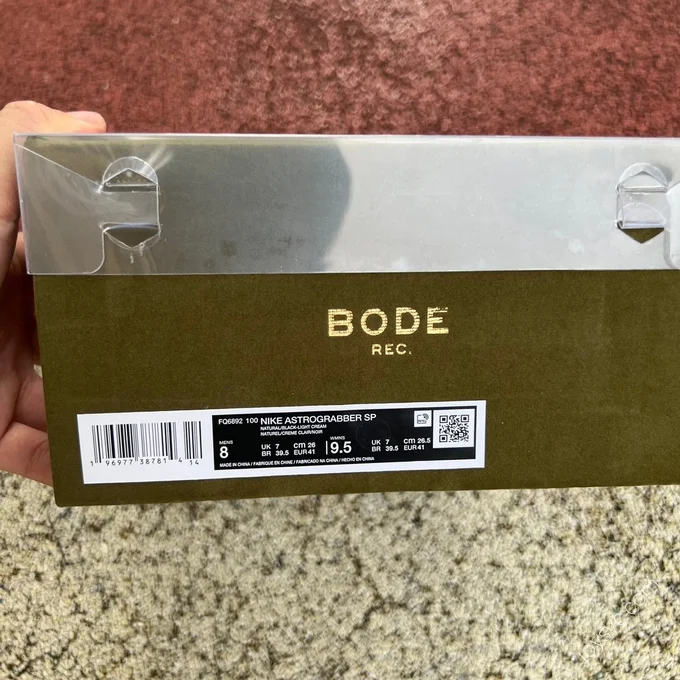 BODE
REC.
FQ6892 100 NIKE ASTROGRABBER SP
NATURAL/BLACK-LIGHT CREAM
NATUREL/CREME CLAIR/NOIR
MENS 8 UK 7 CM 26 BR 39.5 EUR 41 WMNS 9.5 UK 7 CM 26.5 BR 39.5 EUR 41
MADE IN CHINA / FABRIQUE EN CHINE / FABRICADO NA CHINA / HECHO EN CHINA
1 96977 38781 4 14